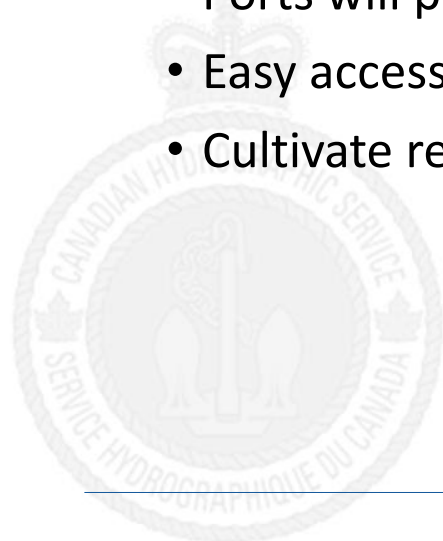 Ports will p
• Easy access
• Cultivate re
CANADIAN HYDROGRAPHIC SERVICE
SERVICE HYDROGRAPHIQUE DU CANADA